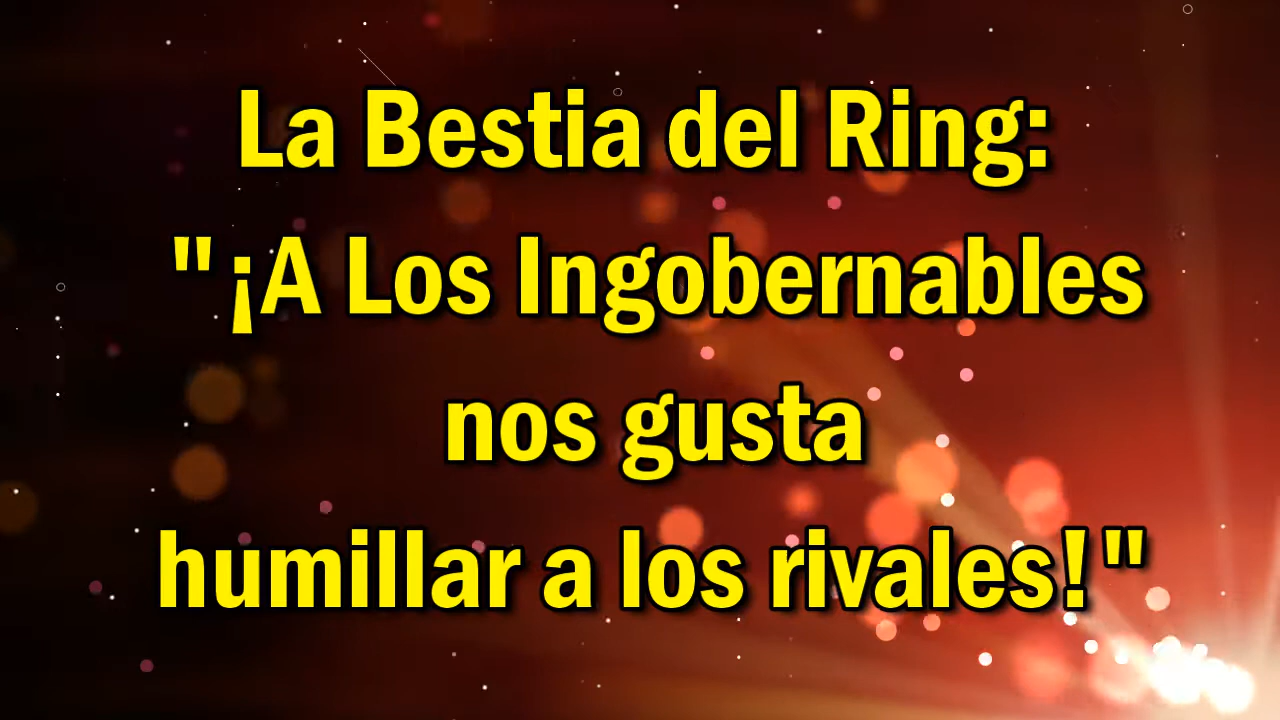 La Bestia del Ring:
"¡A Los Ingobernables
nos gusta
humillar a los rivales!"